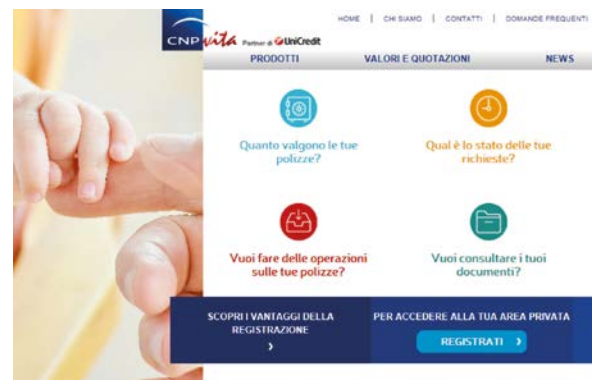 HOME | CHI SIAMO | CONTATTI | DOMANDE FREQUENTI
CNP vita Partner di UniCredit
PRODOTTI VALORI E QUOTAZIONI NEWS
Quanto valgono le tue
polizze?
Qual è lo stato delle tue
richieste?
Vuoi fare delle operazioni
sulle tue polizze?
Vuoi consultare i tuoi
documenti?
SCOPRI I VANTAGGI DELLA
REGISTRAZIONE
PER ACCEDERE ALLA TUA AREA PRIVATA
REGISTRATI